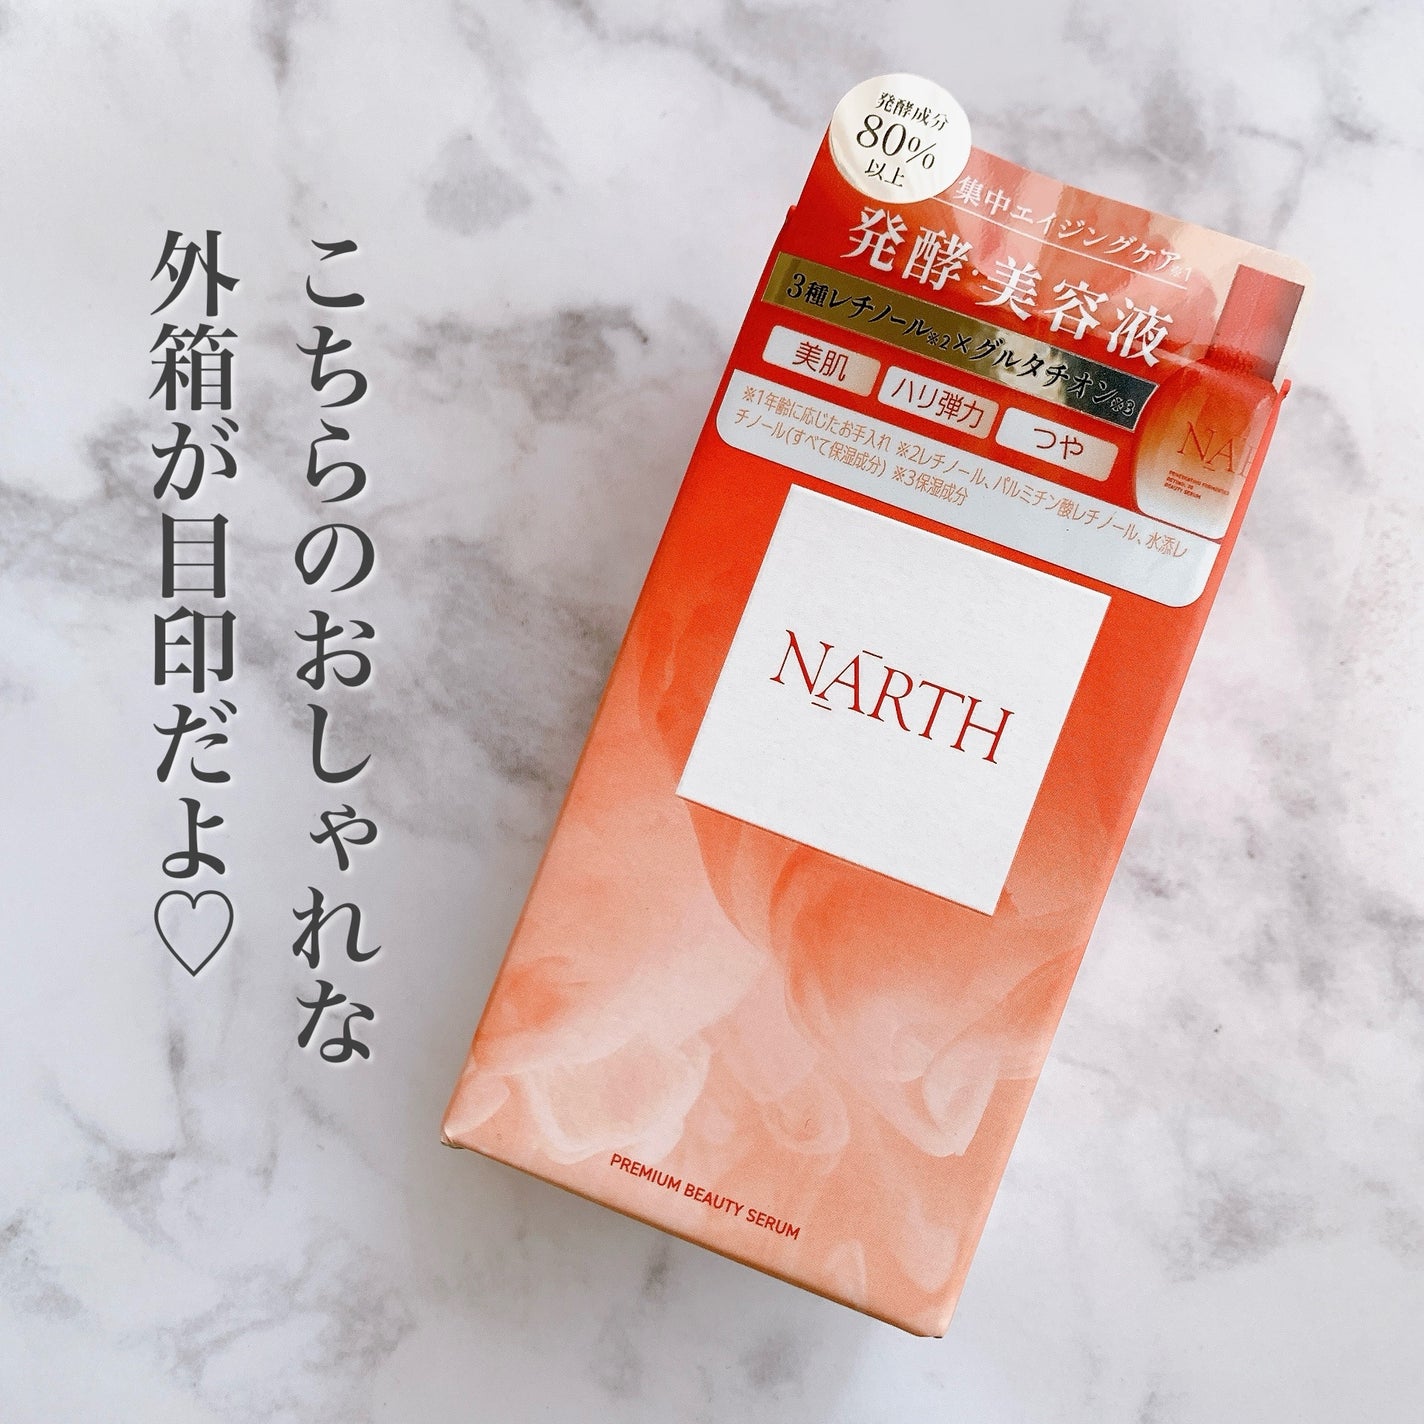 こちらのおしゃれな
外箱が目印だよ♡
発酵成分
80%
以上
集中エイジングケア※1
発酵・美容液
3種レチノール※2×グルタチオン※3
美肌
ハリ弾力
つや
※1年齢に応じたお手入れ ※2レチノール、パルミチン酸レチノール、水添レ
チノール(すべて保湿成分) ※3保湿成分
NAR
BEAUTY SERUM
NARTH
PREMIUM BEAUTY SERUM